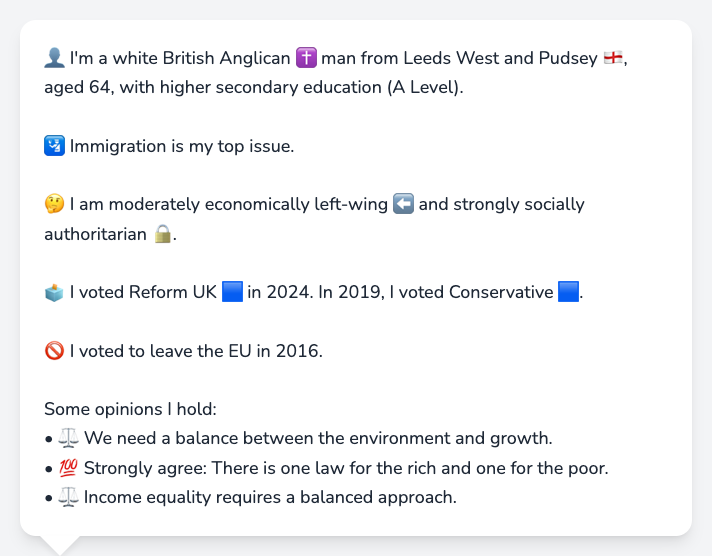 👤 I'm a white British Anglican ✝️ man from Leeds West and Pudsey 🏴󠁧󠁢󠁥󠁮󠁧󠁿,
aged 64, with higher secondary education (A Level).
🛂 Immigration is my top issue.
🤔 I am moderately economically left-wing ⬅️ and strongly socially
authoritarian 🔒.
🗳️ I voted Reform UK 🟦 in 2024. In 2019, I voted Conservative 🟦.
🚫 I voted to leave the EU in 2016.
Some opinions I hold:
• ⚖️ We need a balance between the environment and growth.
• 💯 Strongly agree: There is one law for the rich and one for the poor.
• ⚖️ Income equality requires a balanced approach.